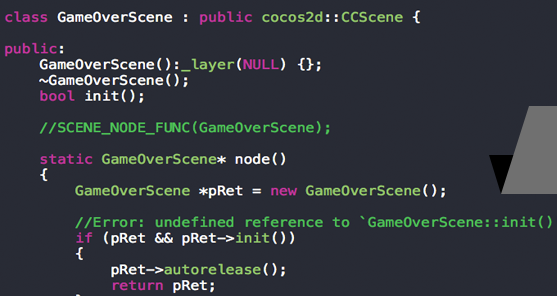 class GameOverScene : public cocos2d::CCScene {
public:
GameOverScene():_layer(NULL) {};
~GameOverScene();
bool init();
//SCENE_NODE_FUNC(GameOverScene);
static GameOverScene* node()
{
GameOverScene *pRet = new GameOverScene();
//Error: undefined reference to `GameOverScene::init()
if (pRet && pRet->init())
{
pRet->autorelease();
return pRet;